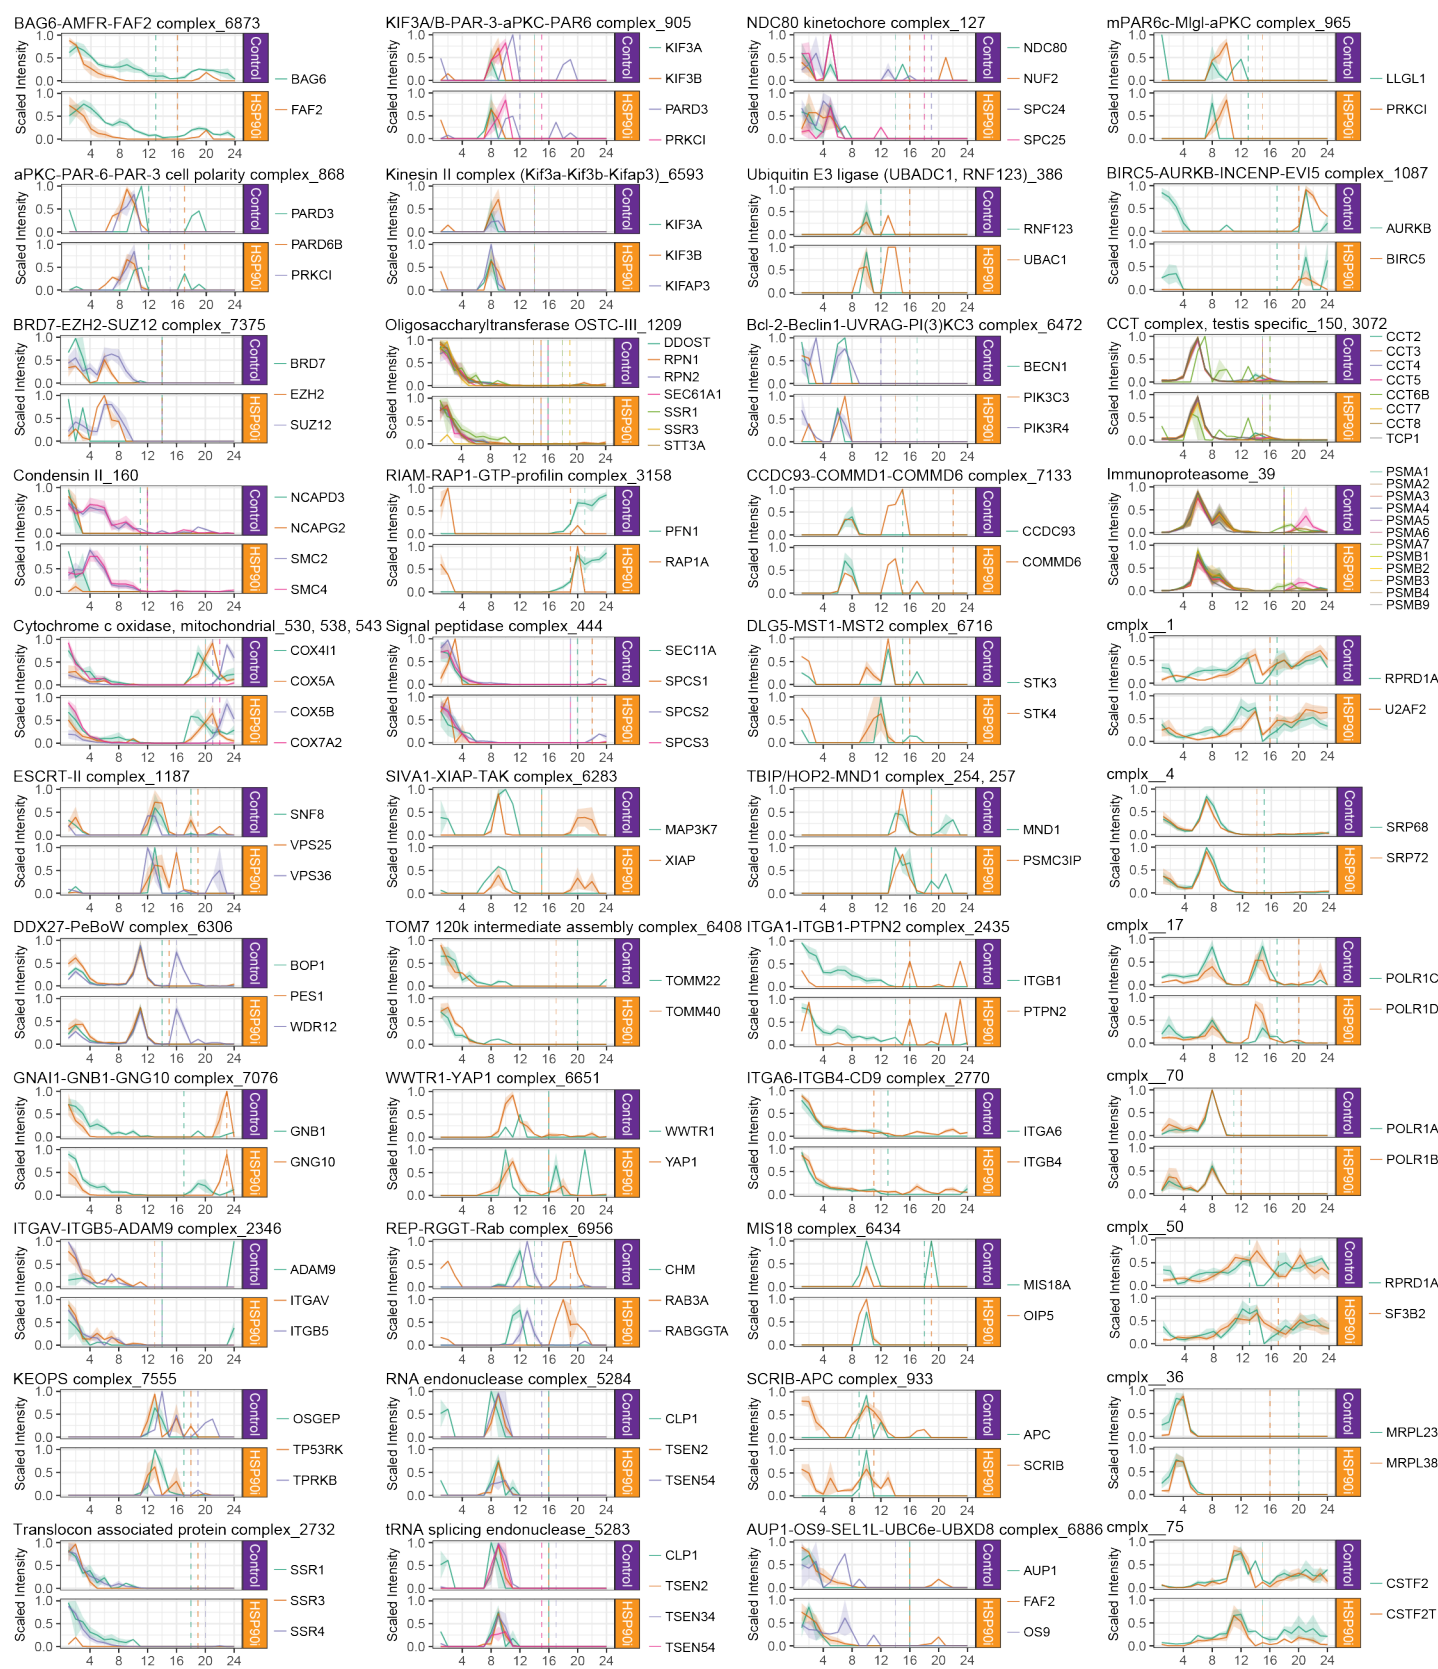 BAG6-AMFR-FAF2 complex_6873
Scaled Intensity
1.0
0.5
0.0
Control
HSP90i
4 8 12 16 20 24
BAG6
FAF2
KIF3A/B-PAR-3-aPKC-PAR6 complex_905
KIF3A
KIF3B
PARD3
PRKCI
NDC80 kinetochore complex_127
NDC80
NUF2
SPC24
SPC25
mPAR6c-Mlgl-aPKC complex_965
LLGL1
PRKCI
aPKC-PAR-6-PAR-3 cell polarity complex_868
PARD3
PARD6B
PRKCI
Kinesin II complex (Kif3a-Kif3b-Kifap3)_6593
KIF3A
KIF3B
KIFAP3
Ubiquitin E3 ligase (UBADC1, RNF123)_386
RNF123
UBAC1
BIRC5-AURKB-INCENP-EVI5 complex_1087
AURKB
BIRC5
BRD7-EZH2-SUZ12 complex_7375
BRD7
EZH2
SUZ12
Oligosaccharyltransferase OSTC-III_1209
DDOST
RPN1
RPN2
SEC61A1
SSR1
SSR3
STT3A
Bcl-2-Beclin1-UVRAG-PI(3)KC3 complex_6472
BECN1
PIK3C3
PIK3R4
CCT complex, testis specific_150, 3072
CCT2
CCT3
CCT4
CCT5
CCT6B
CCT7
CCT8
TCP1
Condensin II_160
NCAPD3
NCAPG2
SMC2
SMC4
RIAM-RAP1-GTP-profilin complex_3158
PFN1
RAP1A
CCDC93-COMMD1-COMMD6 complex_7133
CCDC93
COMMD6
Immunoproteasome_39
PSMA1
PSMA2
PSMA3
PSMA4
PSMA5
PSMA6
PSMA7
PSMB1
PSMB2
PSMB3
PSMB4
PSMB9
Cytochrome c oxidase, mitochondrial_530, 538, 543
COX4I1
COX5A
COX5B
COX7A2
Signal peptidase complex_444
SEC11A
SPCS1
SPCS2
SPCS3
DLG5-MST1-MST2 complex_6716
STK3
STK4
cmplx__1
RPRD1A
U2AF2
ESCRT-II complex_1187
SNF8
VPS25
VPS36
SIVA1-XIAP-TAK complex_6283
MAP3K7
XIAP
TBIP/HOP2-MND1 complex_254, 257
MND1
PSMC3IP
cmplx__4
SRP68
SRP72
DDX27-PeBoW complex_6306
BOP1
PES1
WDR12
TOM7 120k intermediate assembly complex_6408
TOMM22
TOMM40
ITGA1-ITGB1-PTPN2 complex_2435
ITGB1
PTPN2
cmplx__17
POLR1C
POLR1D
GNAI1-GNB1-GNG10 complex_7076
GNB1
GNG10
WWTR1-YAP1 complex_6651
WWTR1
YAP1
ITGA6-ITGB4-CD9 complex_2770
ITGA6
ITGB4
cmplx__70
POLR1A
POLR1B
ITGAV-ITGB5-ADAM9 complex_2346
ADAM9
ITGAV
ITGB5
REP-RGGT-Rab complex_6956
CHM
RAB3A
RABGGTA
MIS18 complex_6434
MIS18A
OIP5
cmplx__50
RPRD1A
SF3B2
KEOPS complex_7555
OSGEP
TP53RK
TPRKB
RNA endonuclease complex_5284
CLP1
TSEN2
TSEN54
SCRIB-APC complex_933
APC
SCRIB
cmplx__36
MRPL23
MRPL38
Translocon associated protein complex_2732
SSR1
SSR3
SSR4
tRNA splicing endonuclease_5283
CLP1
TSEN2
TSEN34
TSEN54
AUP1-OS9-SEL1L-UBC6e-UBXD8 complex_6886
AUP1
FAF2
OS9
cmplx__75
CSTF2
CSTF2T